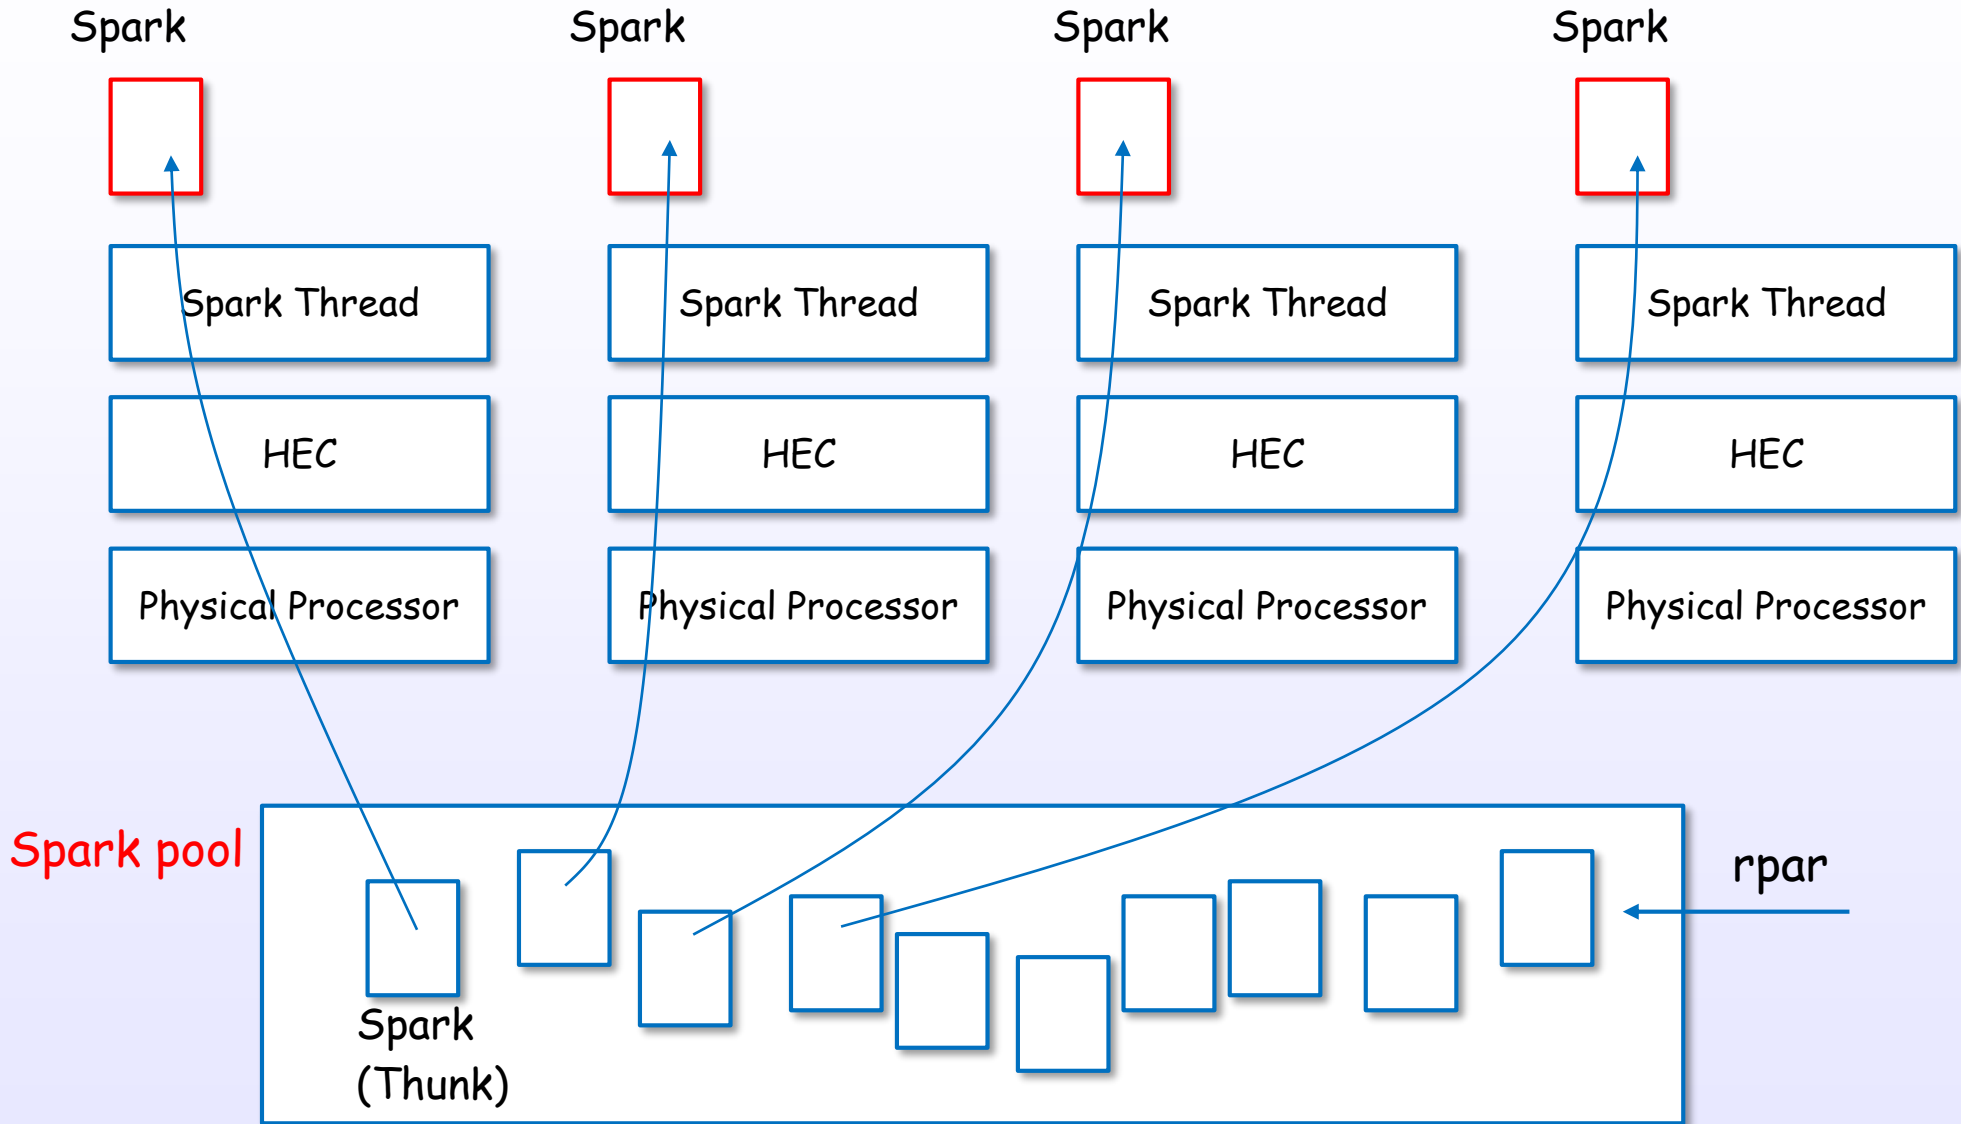 Spark
Spark
Spark
Spark
Spark Thread
Spark Thread
Spark Thread
Spark Thread
HEC
HEC
HEC
HEC
Physical Processor
Physical Processor
Physical Processor
Physical Processor
Spark pool
rpar
Spark
(Thunk)